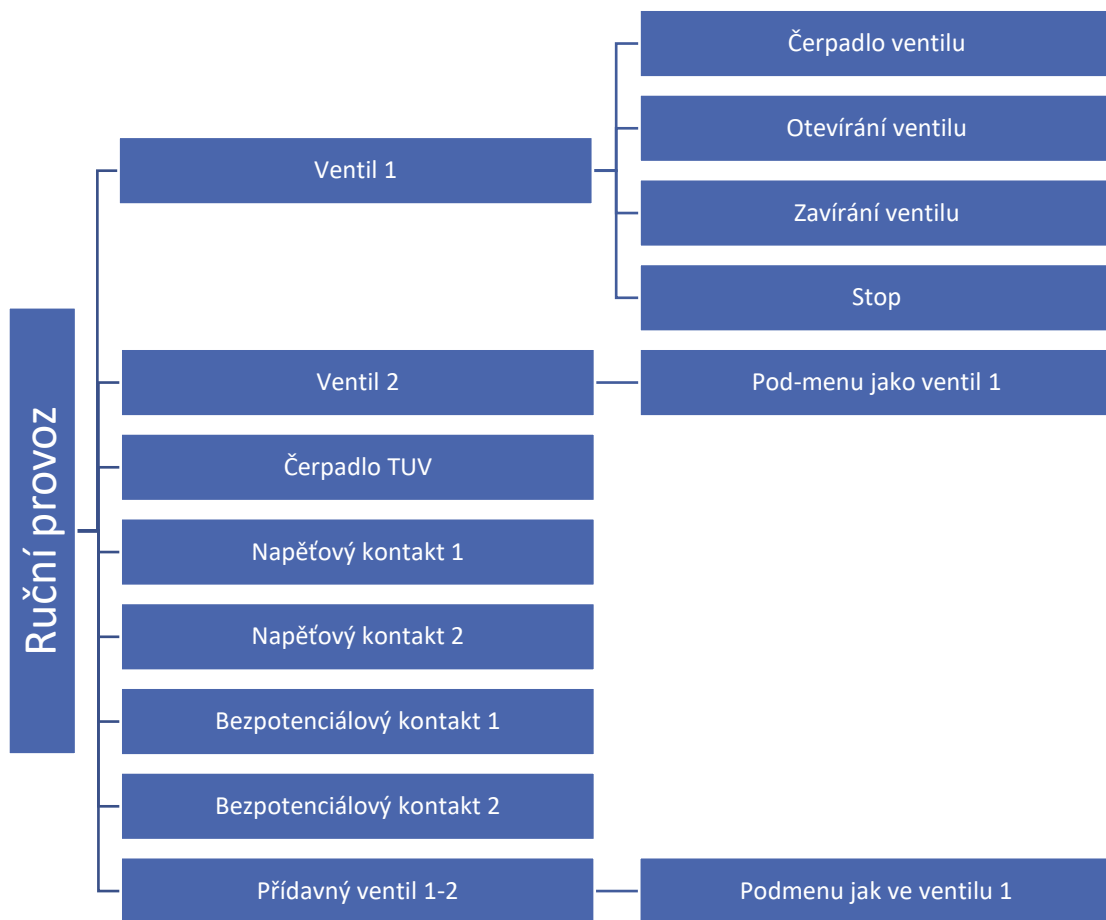 Ruční provoz
Ventil 1
Čerpadlo ventilu
Otevírání ventilu
Zavírání ventilu
Stop
Ventil 2
Pod-menu jako ventil 1
Čerpadlo TUV
Napěťový kontakt 1
Napěťový kontakt 2
Bezpotenciálový kontakt 1
Bezpotenciálový kontakt 2
Přídavný ventil 1-2
Podmenu jak ve ventilu 1